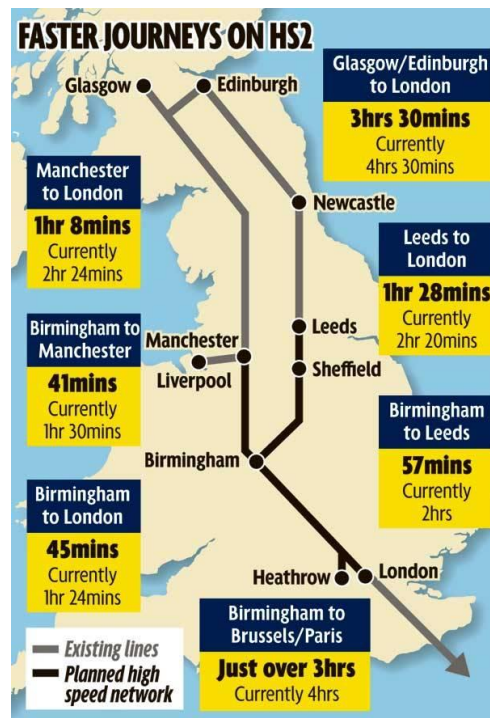 FASTER JOURNEYS ON HS2
Glasgow
Edinburgh
Glasgow/Edinburgh
to London
3hrs 30mins
Currently
4hrs 30mins
Manchester
to London
1hr 8mins
Currently
2hr 24mins
Newcastle
Leeds to
London
1hr 28mins
Currently
2hr 20mins
Birmingham to
Manchester
41mins
Currently
1hr 30mins
Manchester
Liverpool
Leeds
Sheffield
Birmingham
Birmingham
to Leeds
57mins
Currently
2hrs
Birmingham
to London
45mins
Currently
1hr 24mins
Heathrow
London
Birmingham to
Brussels/Paris
Just over 3hrs
Currently 4hrs
Existing lines
Planned high
speed network